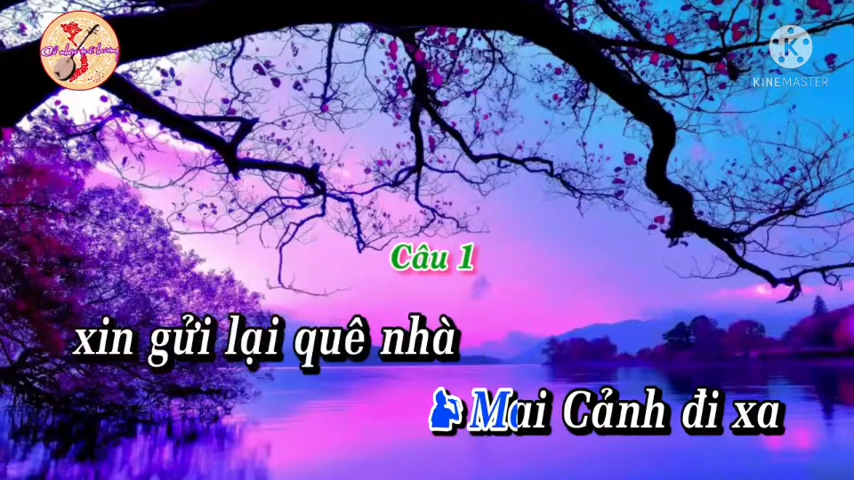 KINEMASTER
Câu 1
xin gửi lại quê nhà
Mai Cảnh đi xa